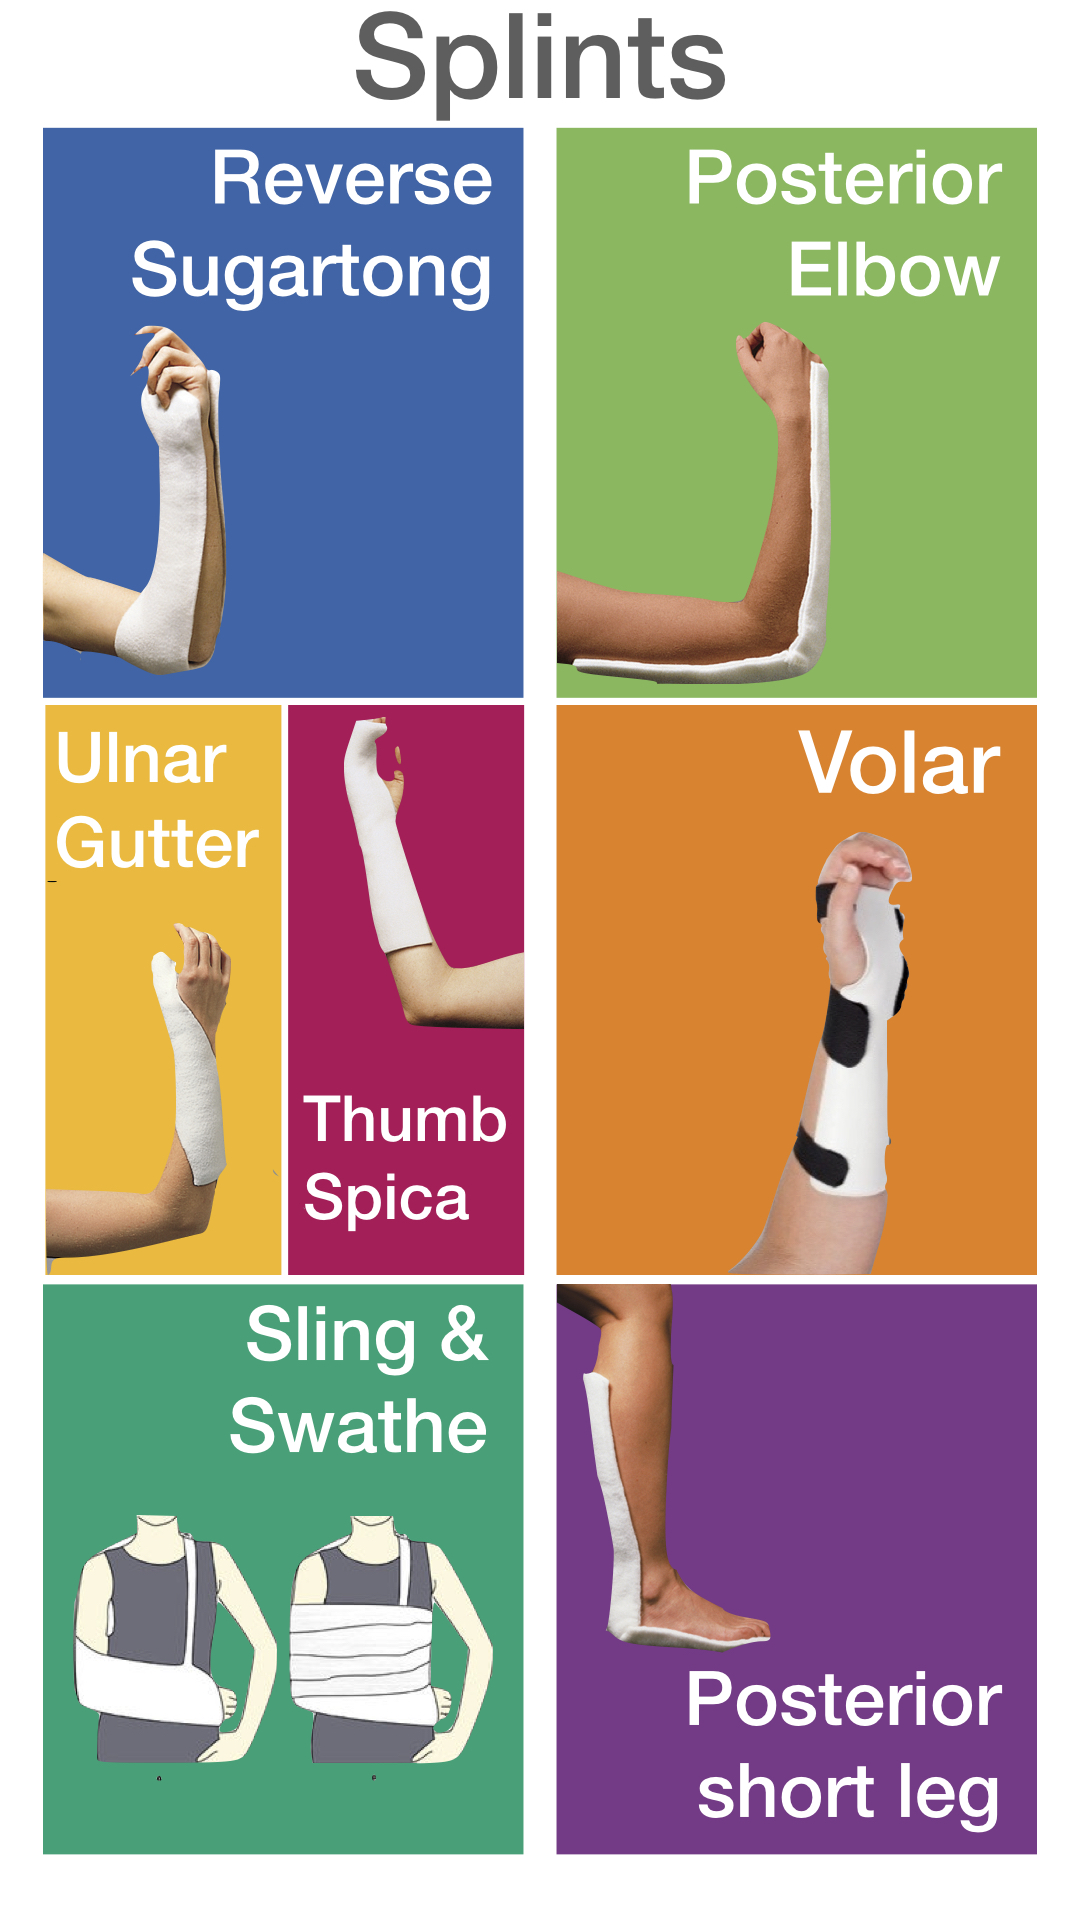 Splints
Reverse
Sugartong
Posterior
Elbow
Ulnar
Gutter
Thumb
Spica
Volar
Sling &
Swathe
Posterior
short leg